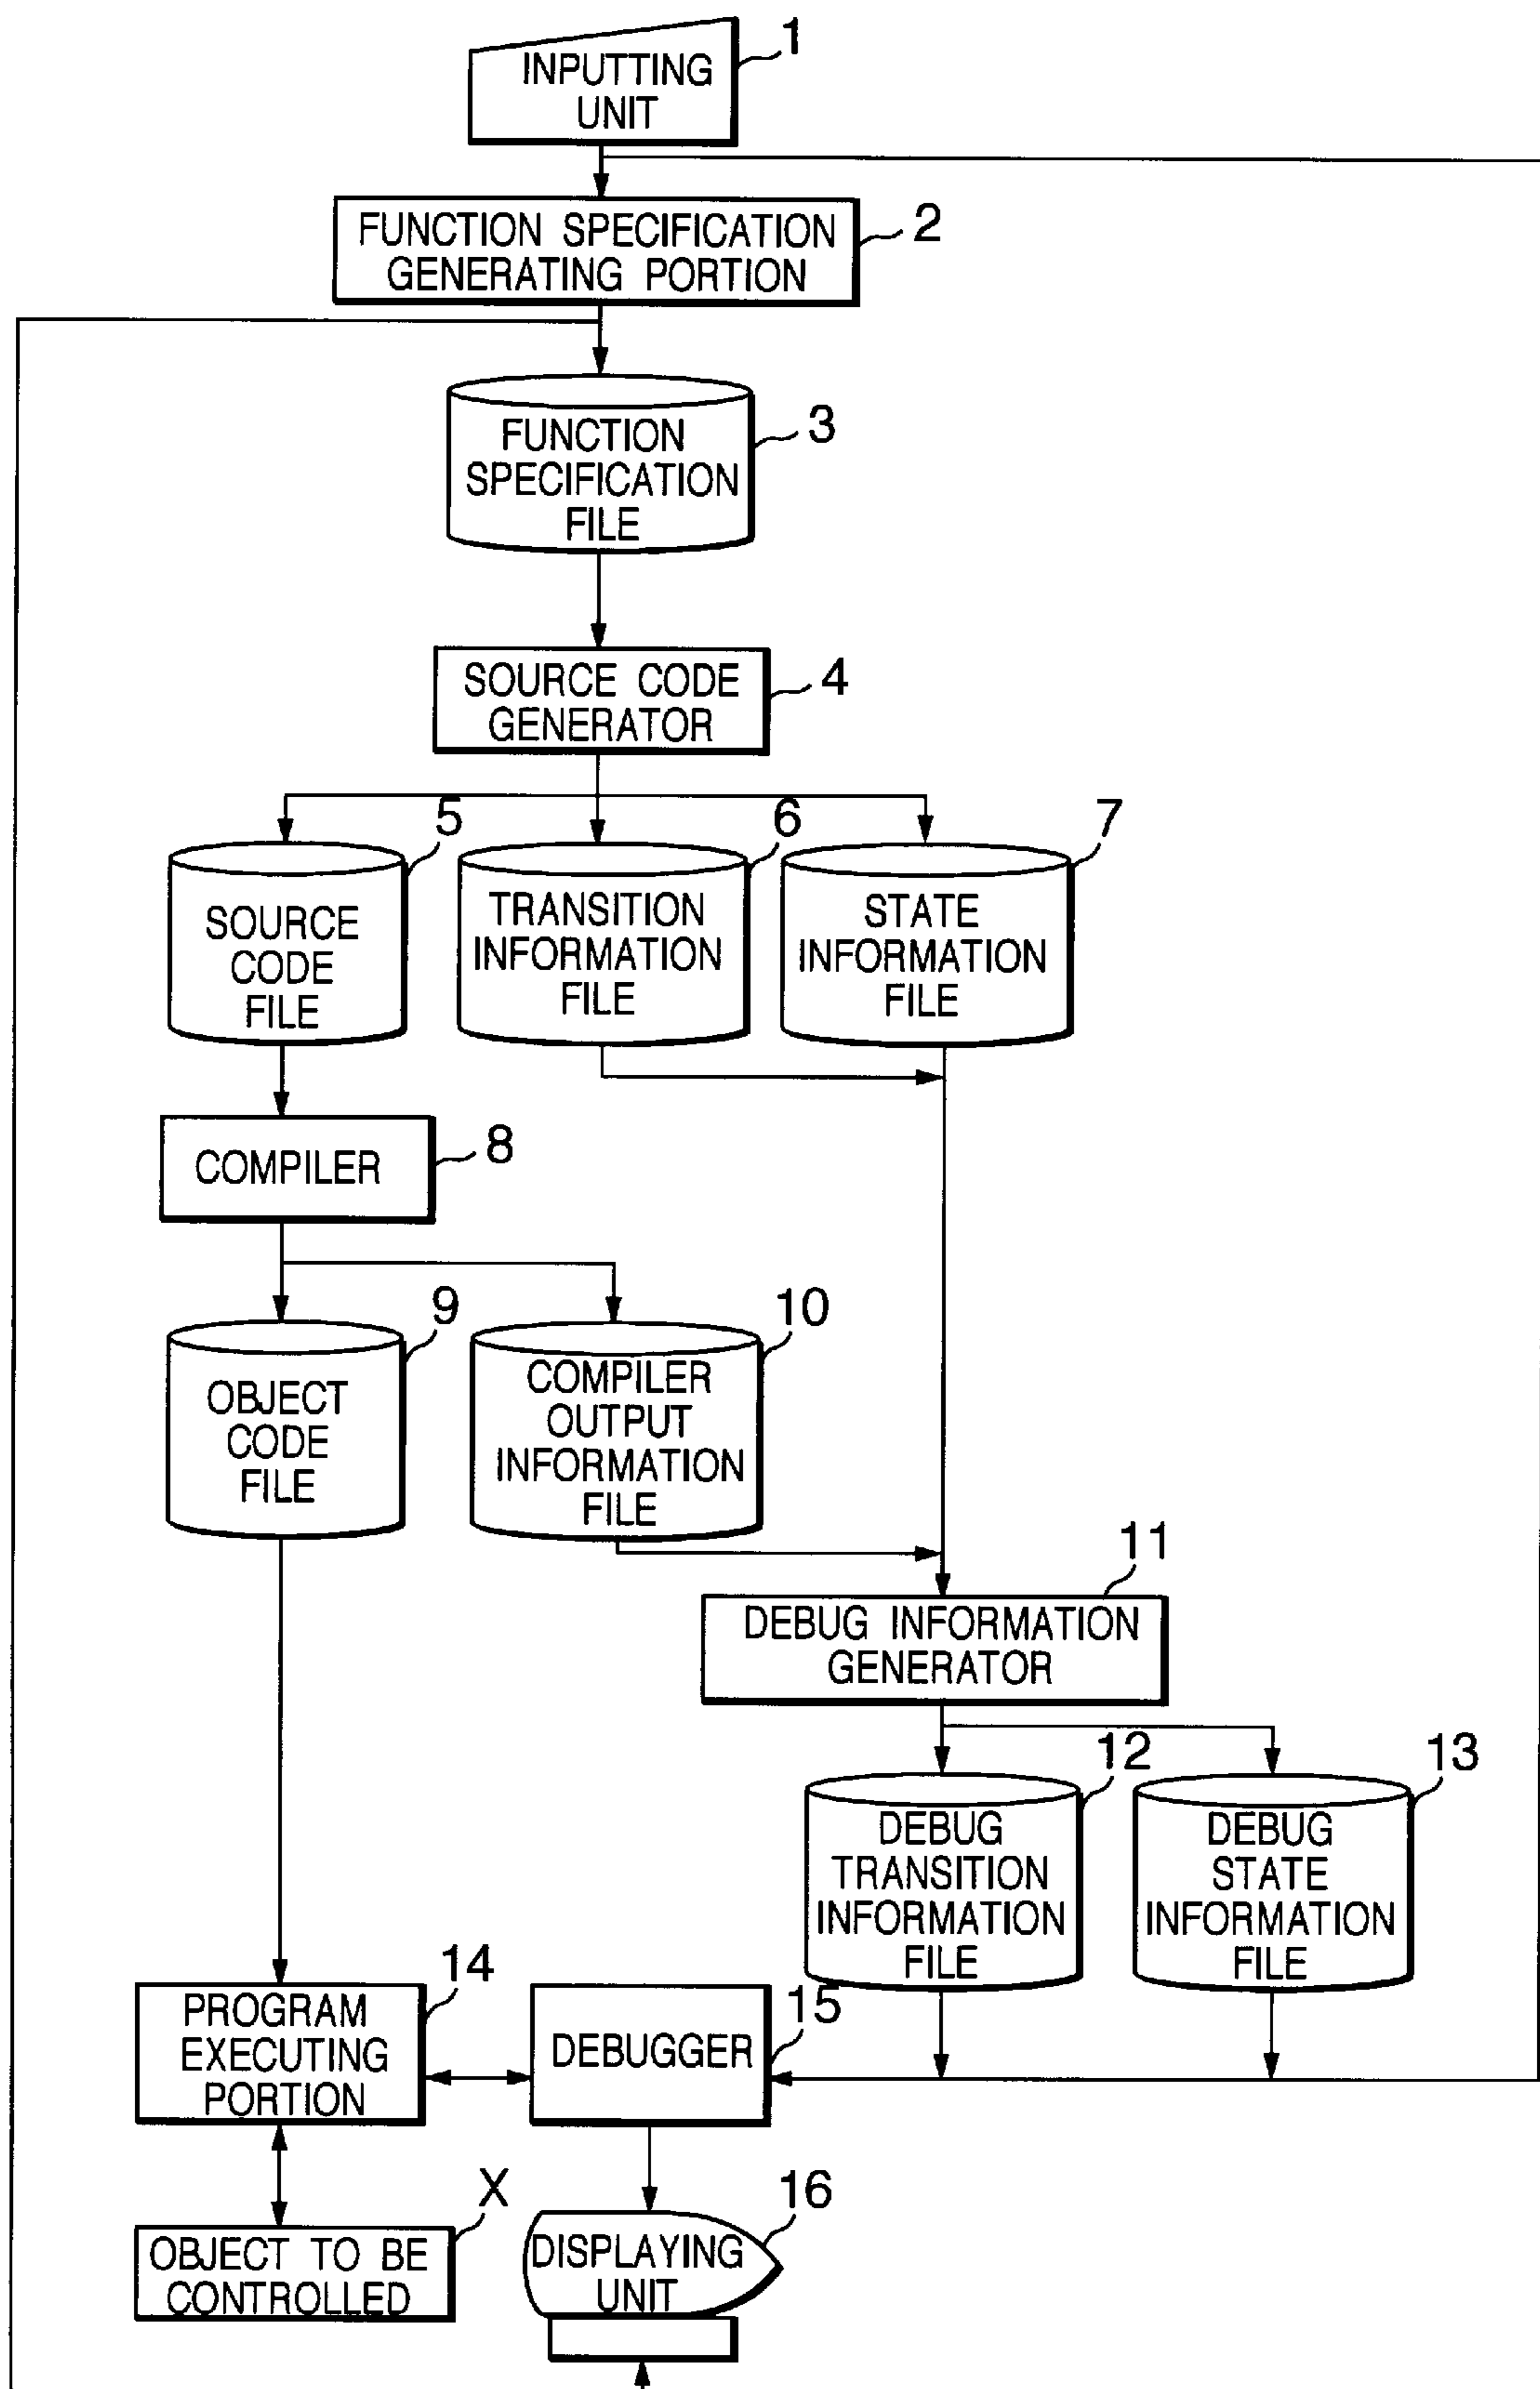 1
INPUTTING
UNIT
2
FUNCTION SPECIFICATION
GENERATING PORTION
3
FUNCTION
SPECIFICATION
FILE
4
SOURCE CODE
GENERATOR
5
SOURCE
CODE
FILE
6
TRANSITION
INFORMATION
FILE
7
STATE
INFORMATION
FILE
8
COMPILER
9
OBJECT
CODE
FILE
10
COMPILER
OUTPUT
INFORMATION
FILE
11
DEBUG INFORMATION
GENERATOR
12
DEBUG
TRANSITION
INFORMATION
FILE
13
DEBUG
STATE
INFORMATION
FILE
14
PROGRAM
EXECUTING
PORTION
15
DEBUGGER
X
OBJECT TO BE
CONTROLLED
16
DISPLAYING
UNIT